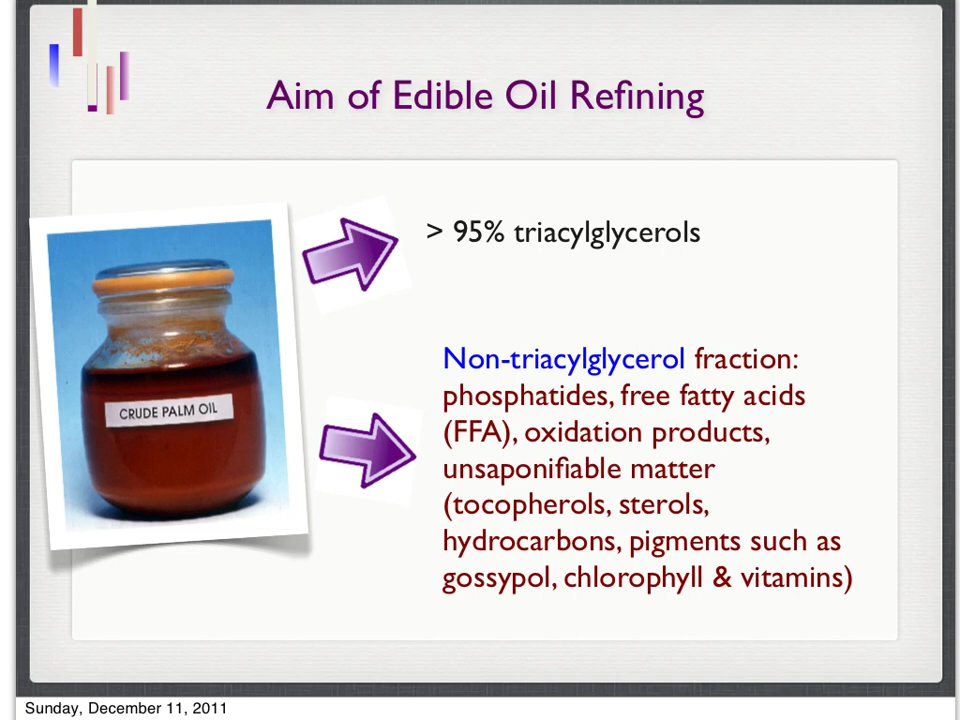 Aim of Edible Oil Refining
> 95% triacylglycerols
CRUDE PALM OIL
Non-triacylglycerol fraction:
phosphatides, free fatty acids
(FFA), oxidation products,
unsaponifiable matter
(tocopherols, sterols,
hydrocarbons, pigments such as
gossypol, chlorophyll & vitamins)
Sunday, December 11, 2011